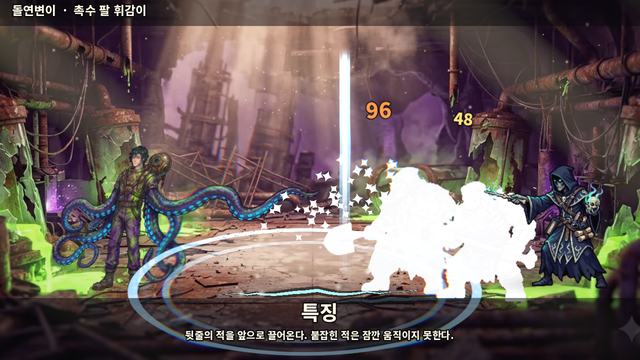 돌연변이 · 촉수 팔 휘감이
96
48
특징
뒷줄의 적을 앞으로 끌어온다. 붙잡힌 적은 잠깐 움직이지 못한다.